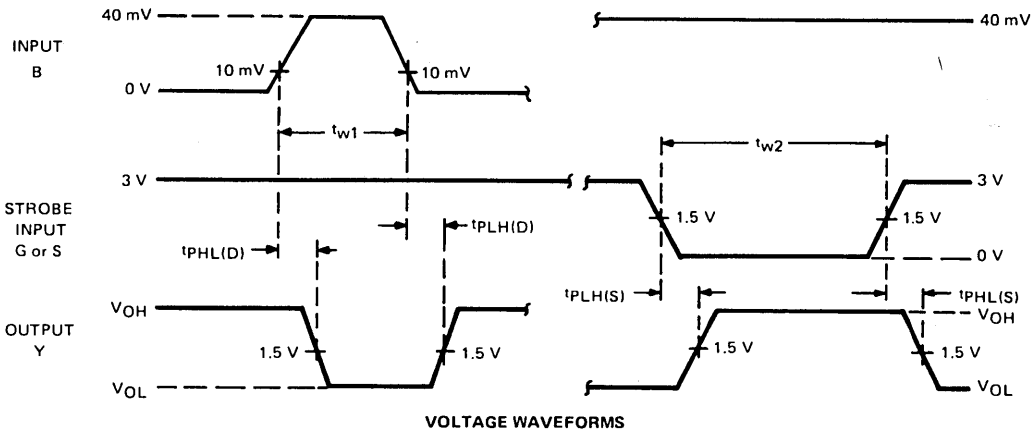 40 mV
40 mV
INPUT
B
10 mV
10 mV
0 V
tw1
tw2
3 V
3 V
STROBE
INPUT
G or S
1.5 V
1.5 V
tPHL(D)
tPLH(D)
0 V
tPLH(S)
tPHL(S)
VOH
VOH
OUTPUT
Y
1.5 V
1.5 V
1.5 V
1.5 V
VOL
VOL
VOLTAGE WAVEFORMS